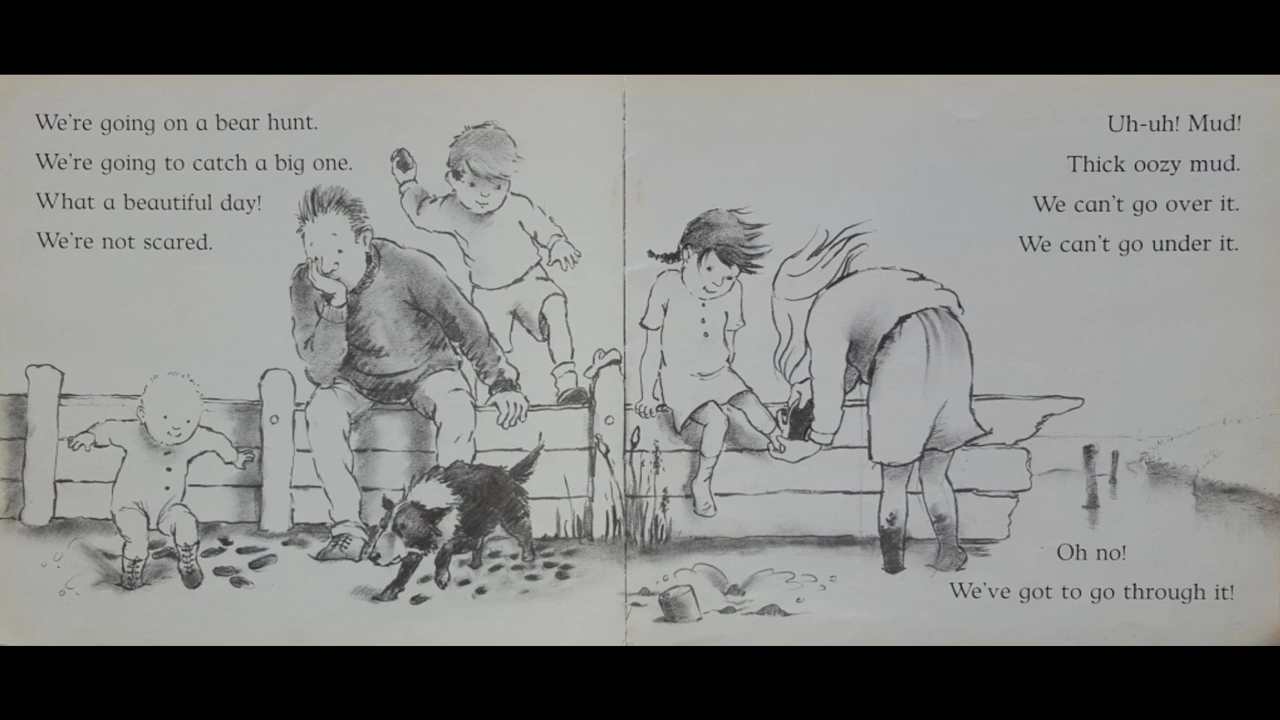 We're going on a bear hunt.
We're going to catch a big one.
What a beautiful day!
We're not scared.
Uh-uh! Mud!
Thick oozy mud.
We can't go over it.
We can't go under it.
Oh no!
We've got to go through it!